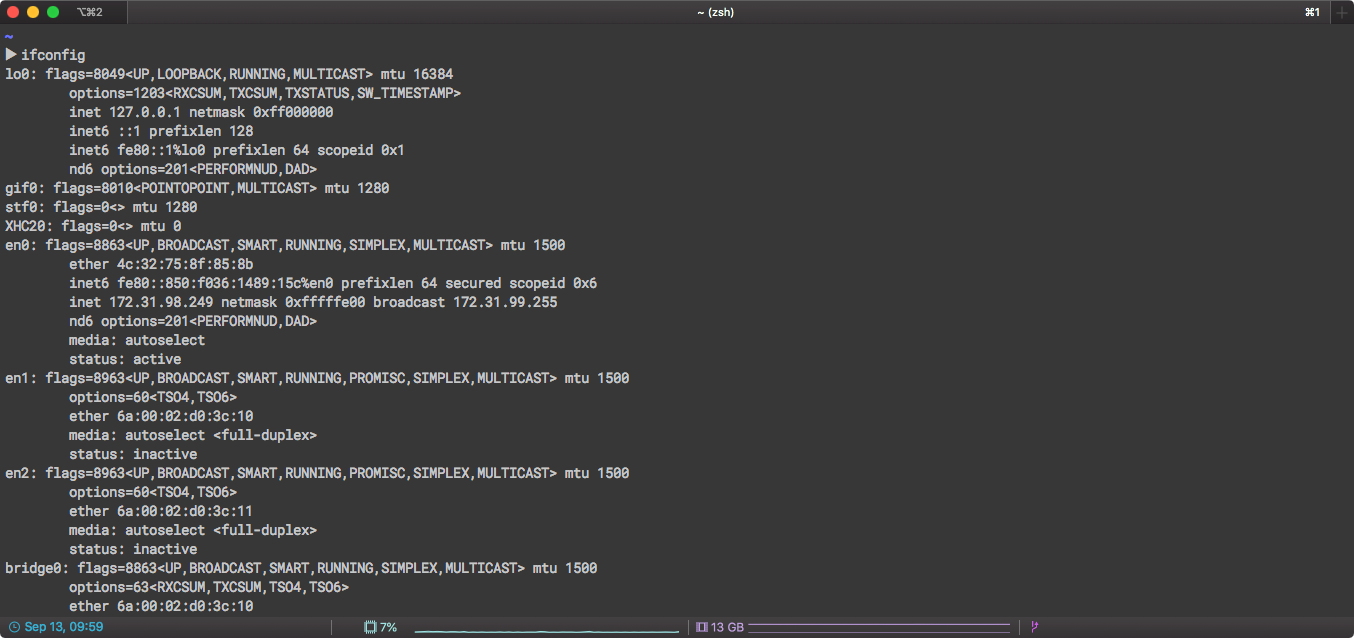 ⌥⌘2 ~ (zsh) ⌘1
~
▶ ifconfig
lo0: flags=8049<UP,LOOPBACK,RUNNING,MULTICAST> mtu 16384
options=1203<RXCSUM,TXCSUM,TXSTATUS,SW_TIMESTAMP>
inet 127.0.0.1 netmask 0xff000000
inet6 ::1 prefixlen 128
inet6 fe80::1%lo0 prefixlen 64 scopeid 0x1
nd6 options=201<PERFORMNUD,DAD>
gif0: flags=8010<POINTOPOINT,MULTICAST> mtu 1280
stf0: flags=0<> mtu 1280
XHC20: flags=0<> mtu 0
en0: flags=8863<UP,BROADCAST,SMART,RUNNING,SIMPLEX,MULTICAST> mtu 1500
ether 4c:32:75:8f:85:8b
inet6 fe80::850:f036:1489:15c%en0 prefixlen 64 secured scopeid 0x6
inet 172.31.98.249 netmask 0xfffffe00 broadcast 172.31.99.255
nd6 options=201<PERFORMNUD,DAD>
media: autoselect
status: active
en1: flags=8963<UP,BROADCAST,SMART,RUNNING,PROMISC,SIMPLEX,MULTICAST> mtu 1500
options=60<TSO4,TSO6>
ether 6a:00:02:d0:3c:10
media: autoselect <full-duplex>
status: inactive
en2: flags=8963<UP,BROADCAST,SMART,RUNNING,PROMISC,SIMPLEX,MULTICAST> mtu 1500
options=60<TSO4,TSO6>
ether 6a:00:02:d0:3c:11
media: autoselect <full-duplex>
status: inactive
bridge0: flags=8863<UP,BROADCAST,SMART,RUNNING,SIMPLEX,MULTICAST> mtu 1500
options=63<RXCSUM,TXCSUM,TSO4,TSO6>
ether 6a:00:02:d0:3c:10
Sep 13, 09:59 7% 13 GB